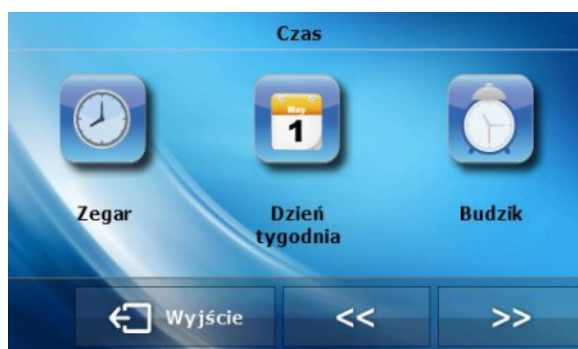 Czas
May
1
Zegar
Dzień
tygodnia
Budzik
Wyjście
<<
>>